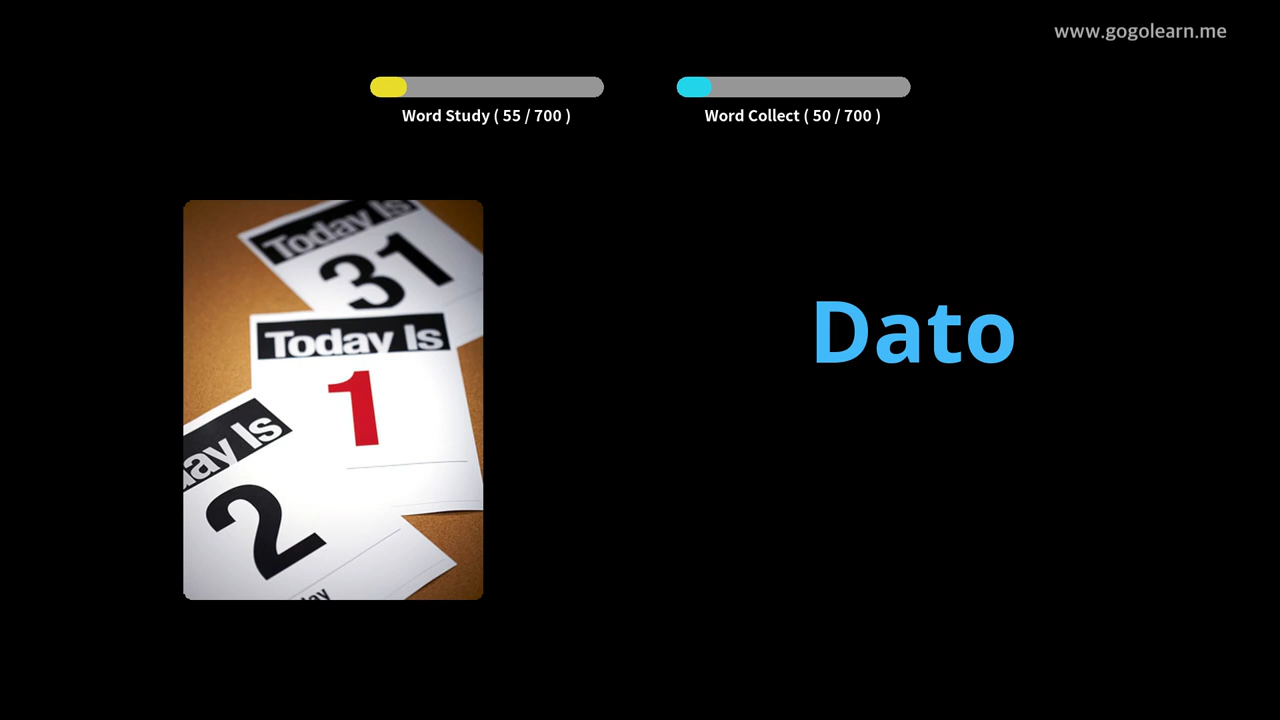 www.gogolearn.me
Word Study ( 55 / 700 )
Word Collect ( 50 / 700 )
Today Is
31
Today Is
1
Dato
ay Is
2